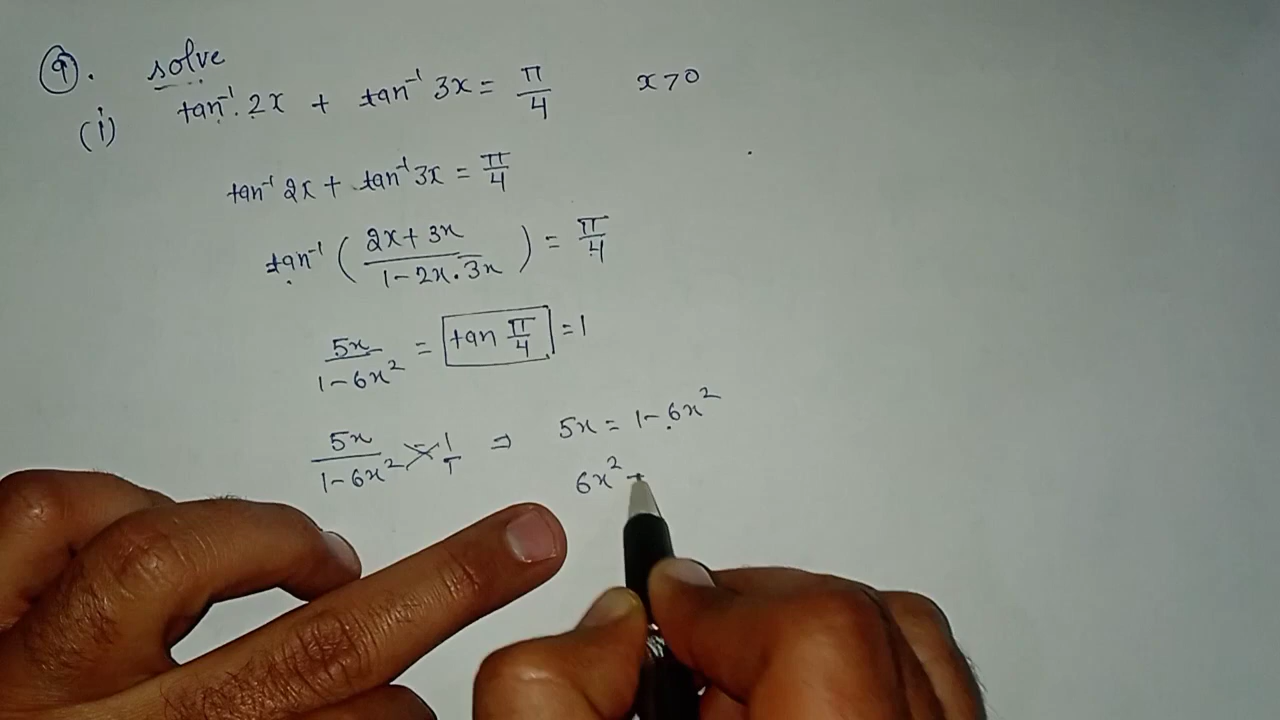 9. solve
(i) tan⁻¹ 2x + tan⁻¹ 3x = π/4 x>0
tan⁻¹ 2x + tan⁻¹ 3x = π/4
tan⁻¹ ( (2x + 3x)/(1 - 2x . 3x) ) = π/4
5x/(1 - 6x²) = tan π/4 = 1
5x/(1 - 6x²) = 1/1 ⇒ 5x = 1 - 6x²
6x² +